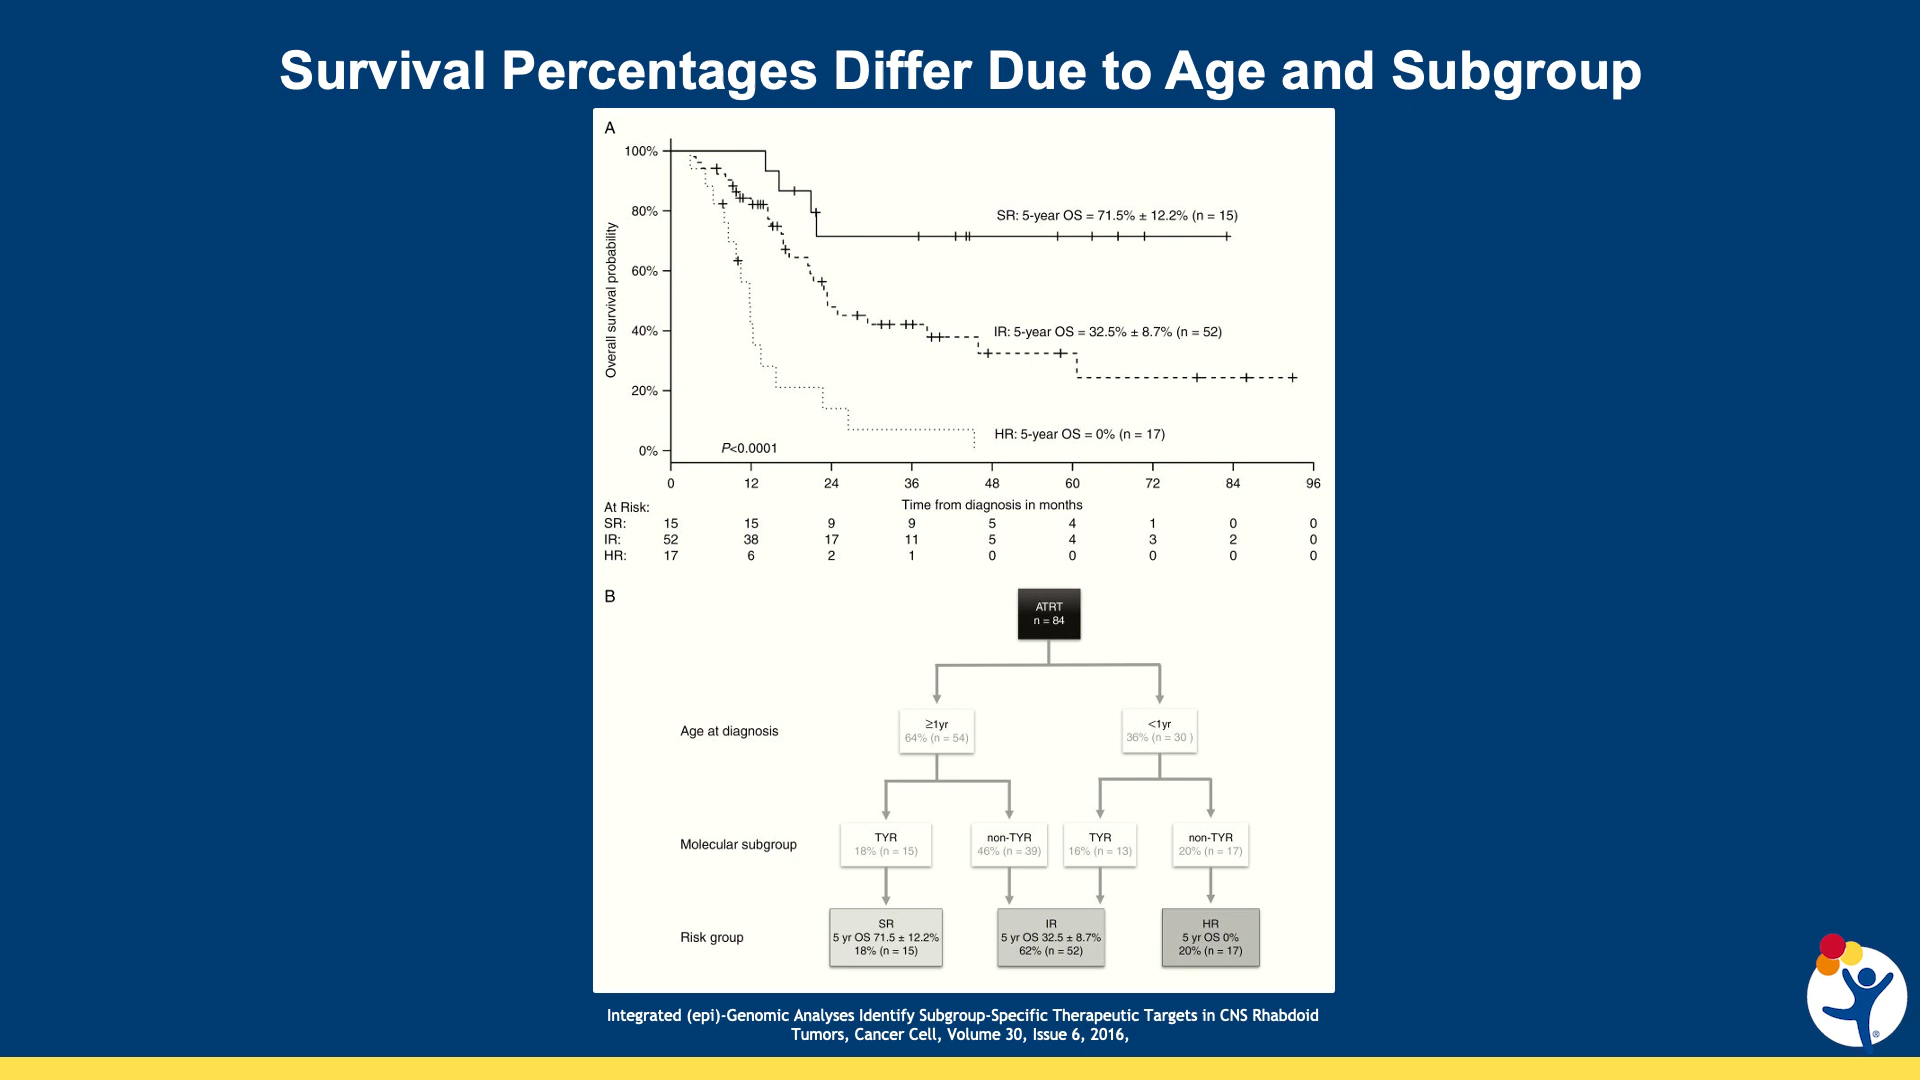 Survival Percentages Differ Due to Age and Subgroup
A
100%
80%
60%
40%
20%
0%
Overall survival probability
SR: 5-year OS = 71.5% ± 12.2% (n = 15)
IR: 5-year OS = 32.5% ± 8.7% (n = 52)
HR: 5-year OS = 0% (n = 17)
P<0.0001
0 12 24 36 48 60 72 84 96
Time from diagnosis in months
At Risk:
SR: 15 15 9 9 5 4 1 0 0
IR: 52 38 17 11 5 4 3 2 0
HR: 17 6 2 1 0 0 0 0 0
B
ATRT
n = 84
Age at diagnosis
≥1yr
64% (n = 54)
<1yr
36% (n = 30 )
Molecular subgroup
TYR
18% (n = 15)
non-TYR
46% (n = 39)
TYR
16% (n = 13)
non-TYR
20% (n = 17)
Risk group
SR
5 yr OS 71.5 ± 12.2%
18% (n = 15)
IR
5 yr OS 32.5 ± 8.7%
62% (n = 52)
HR
5 yr OS 0%
20% (n = 17)
Integrated (epi)-Genomic Analyses Identify Subgroup-Specific Therapeutic Targets in CNS Rhabdoid
Tumors, Cancer Cell, Volume 30, Issue 6, 2016,
®